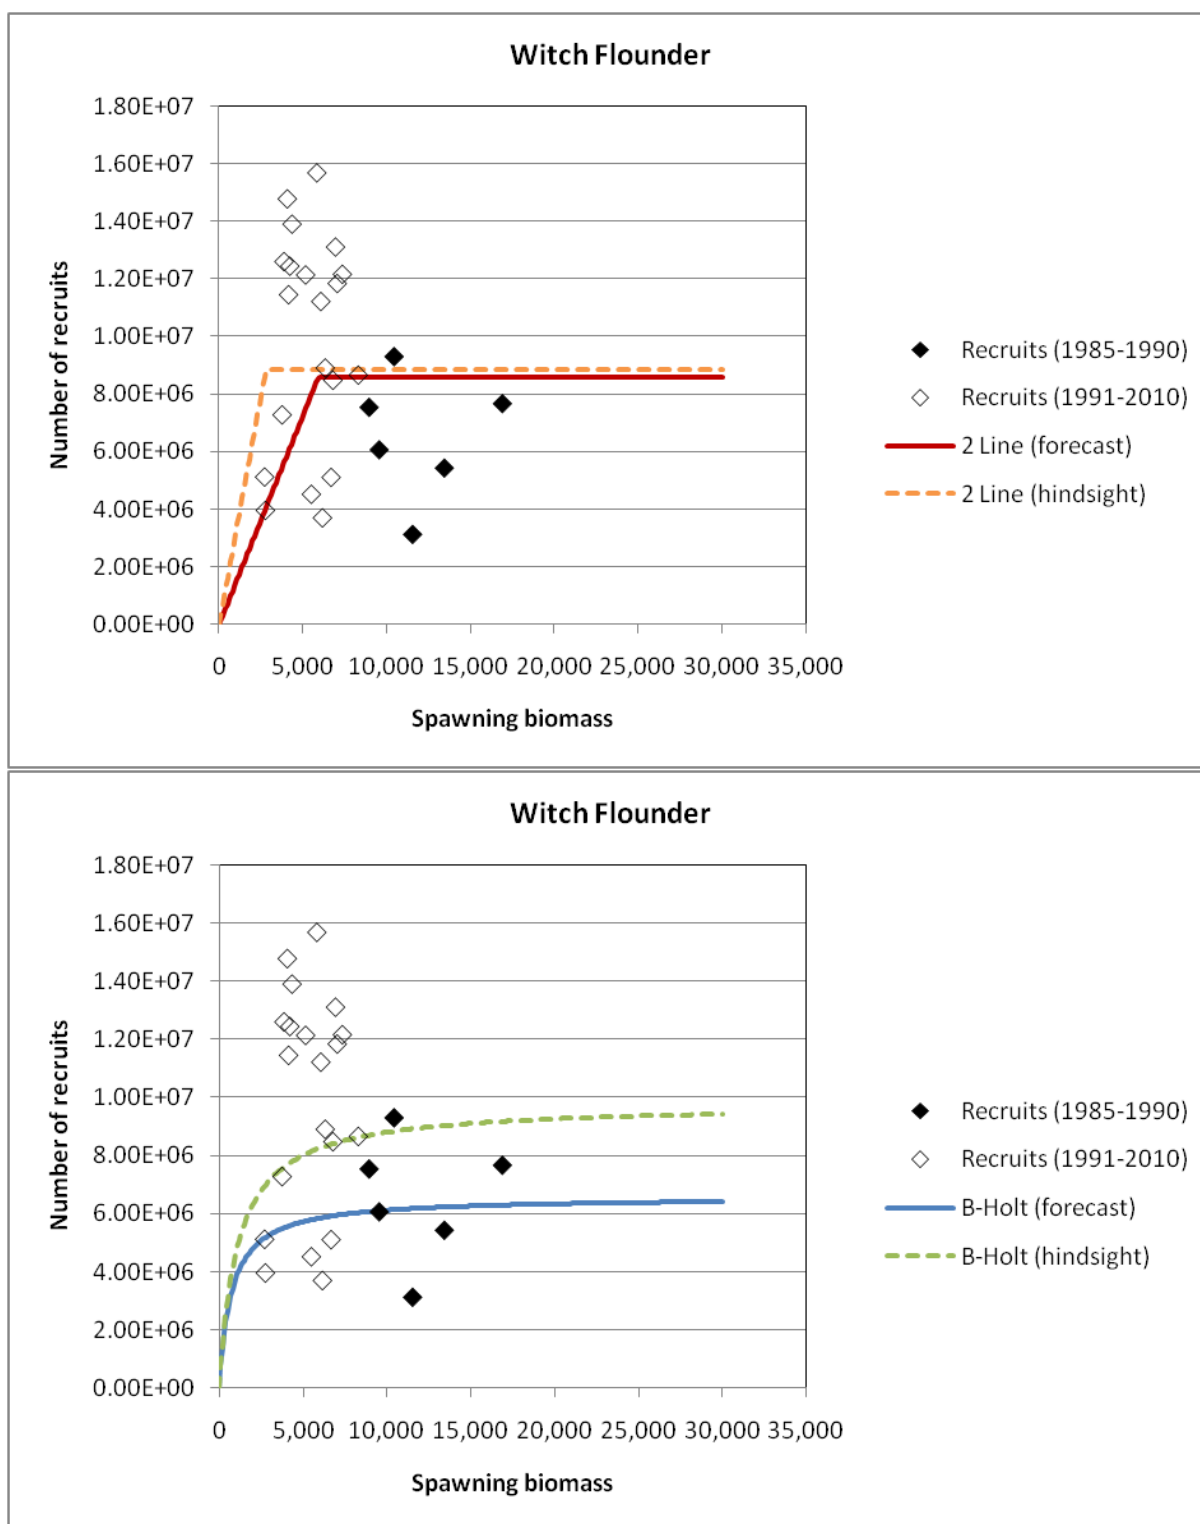 Witch Flounder
1.80E+07
1.60E+07
1.40E+07
1.20E+07
1.00E+07
8.00E+06
6.00E+06
4.00E+06
2.00E+06
0.00E+00
Number of recruits
0 5,000 10,000 15,000 20,000 25,000 30,000 35,000
Spawning biomass
Recruits (1985-1990)
Recruits (1991-2010)
2 Line (forecast)
2 Line (hindsight)
Witch Flounder
1.80E+07
1.60E+07
1.40E+07
1.20E+07
1.00E+07
8.00E+06
6.00E+06
4.00E+06
2.00E+06
0.00E+00
Number of recruits
0 5,000 10,000 15,000 20,000 25,000 30,000 35,000
Spawning biomass
Recruits (1985-1990)
Recruits (1991-2010)
B-Holt (forecast)
B-Holt (hindsight)